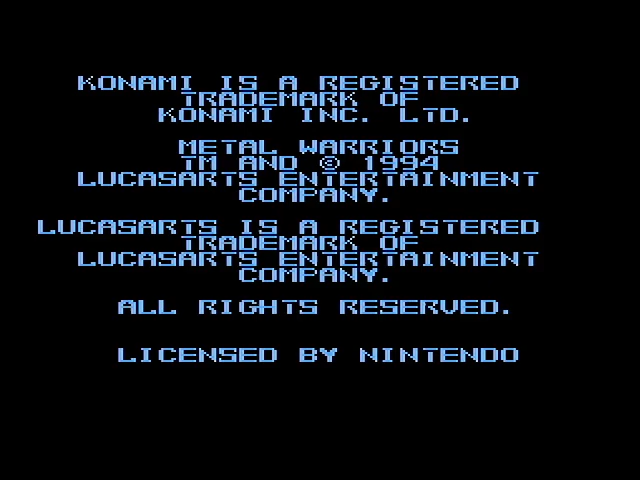 KONAMI IS A REGISTERED
TRADEMARK OF
KONAMI INC. LTD.
METAL WARRIORS
TM AND © 1994
LUCASARTS ENTERTAINMENT
COMPANY.
LUCASARTS IS A REGISTERED
TRADEMARK OF
LUCASARTS ENTERTAINMENT
COMPANY.
ALL RIGHTS RESERVED.
LICENSED BY NINTENDO